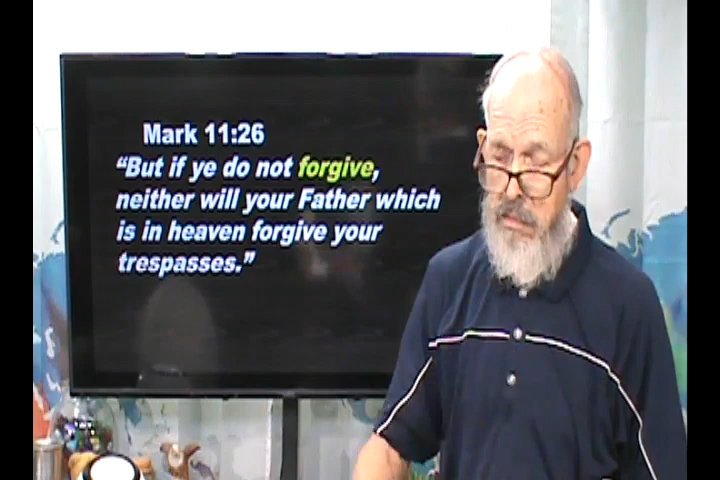 Mark 11:26
“But if ye do not forgive,
neither will your Father which
is in heaven forgive your
trespasses.”